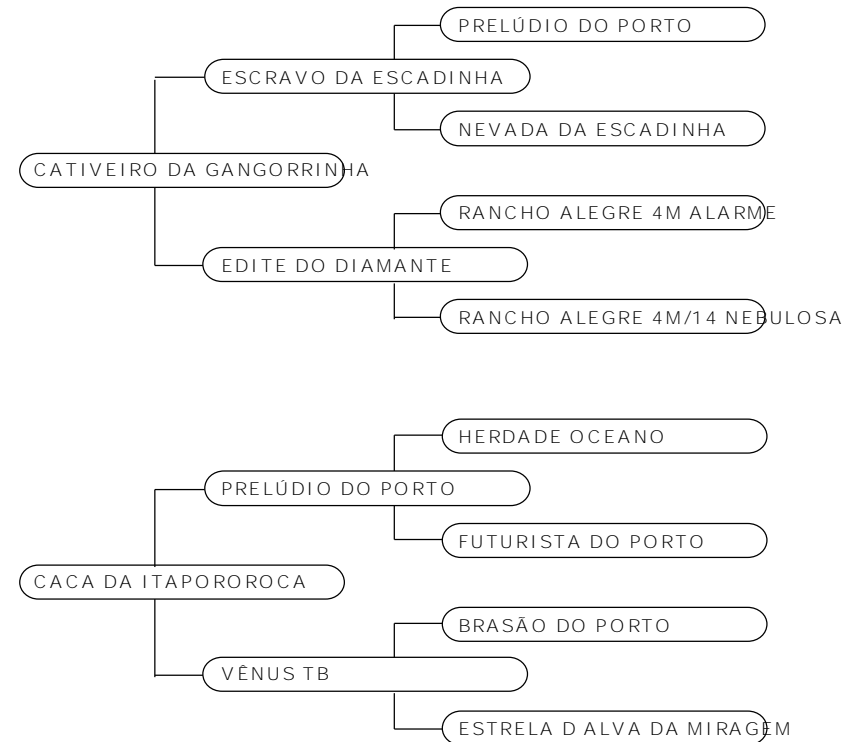 PRELÚDIO DO PORTO
ESCRAVO DA ESCADINHA
NEVADA DA ESCADINHA
CATIVEIRO DA GANGORRINHA
RANCHO ALEGRE 4M ALARME
EDITE DO DIAMANTE
RANCHO ALEGRE 4M/14 NEBULOSA
HERDADE OCEANO
PRELÚDIO DO PORTO
FUTURISTA DO PORTO
CACA DA ITAPOROROCA
BRASÃO DO PORTO
VÊNUS TB
ESTRELA D ALVA DA MIRAGEM